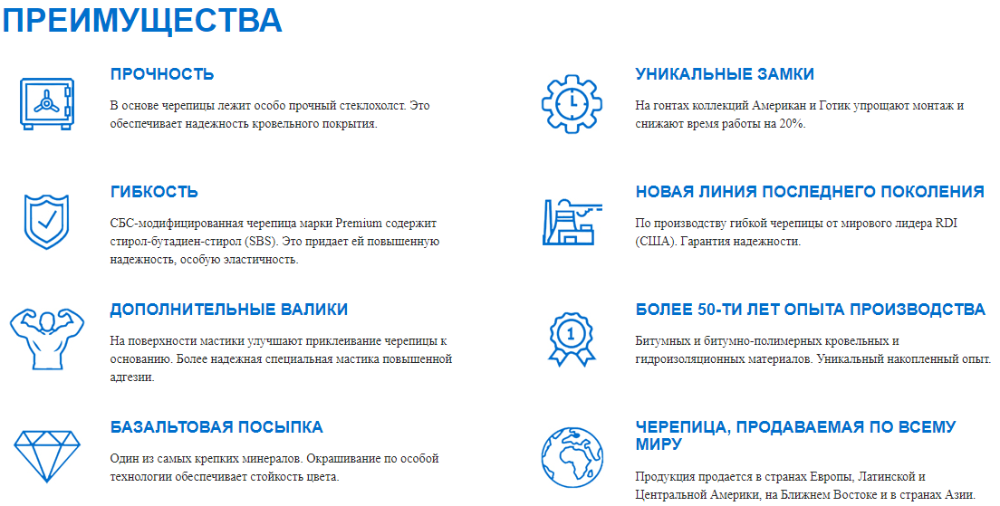 ПРЕИМУЩЕСТВА
ПРОЧНОСТЬ
В основе черепицы лежит особо прочный стеклохолст. Это
обеспечивает надежность кровельного покрытия.
УНИКАЛЬНЫЕ ЗАМКИ
На гонтах коллекций Американ и Готик упрощают монтаж и
снижают время работы на 20%.
ГИБКОСТЬ
СБС-модифицированная черепица марки Premium содержит
стирол-бутадиен-стирол (SBS). Это придает ей повышенную
надежность, особую эластичность.
НОВАЯ ЛИНИЯ ПОСЛЕДНЕГО ПОКОЛЕНИЯ
По производству гибкой черепицы от мирового лидера RDI
(США). Гарантия надежности.
ДОПОЛНИТЕЛЬНЫЕ ВАЛИКИ
На поверхности мастики улучшают приклеивание черепицы к
основанию. Более надежная специальная мастика повышенной
адгезии.
БОЛЕЕ 50-ТИ ЛЕТ ОПЫТА ПРОИЗВОДСТВА
1
Битумных и битумно-полимерных кровельных и
гидроизоляционных материалов. Уникальный накопленный опыт.
БАЗАЛЬТОВАЯ ПОСЫПКА
Один из самых крепких минералов. Окрашивание по особой
технологии обеспечивает стойкость цвета.
ЧЕРЕПИЦА, ПРОДАВАЕМАЯ ПО ВСЕМУ
МИРУ
Продукция продается в странах Европы, Латинской и
Центральной Америки, на Ближнем Востоке и в странах Азии.